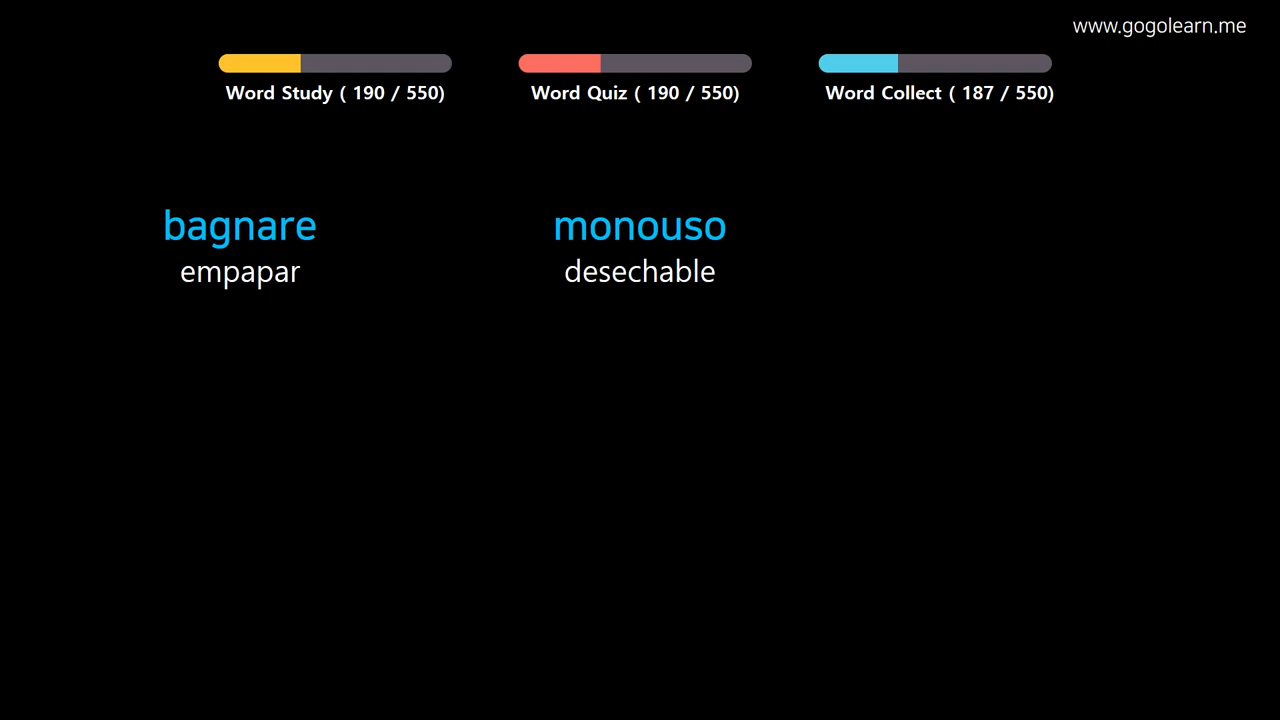 www.gogolearn.me
Word Study ( 190 / 550)
Word Quiz ( 190 / 550)
Word Collect ( 187 / 550)
bagnare
empapar
monouso
desechable